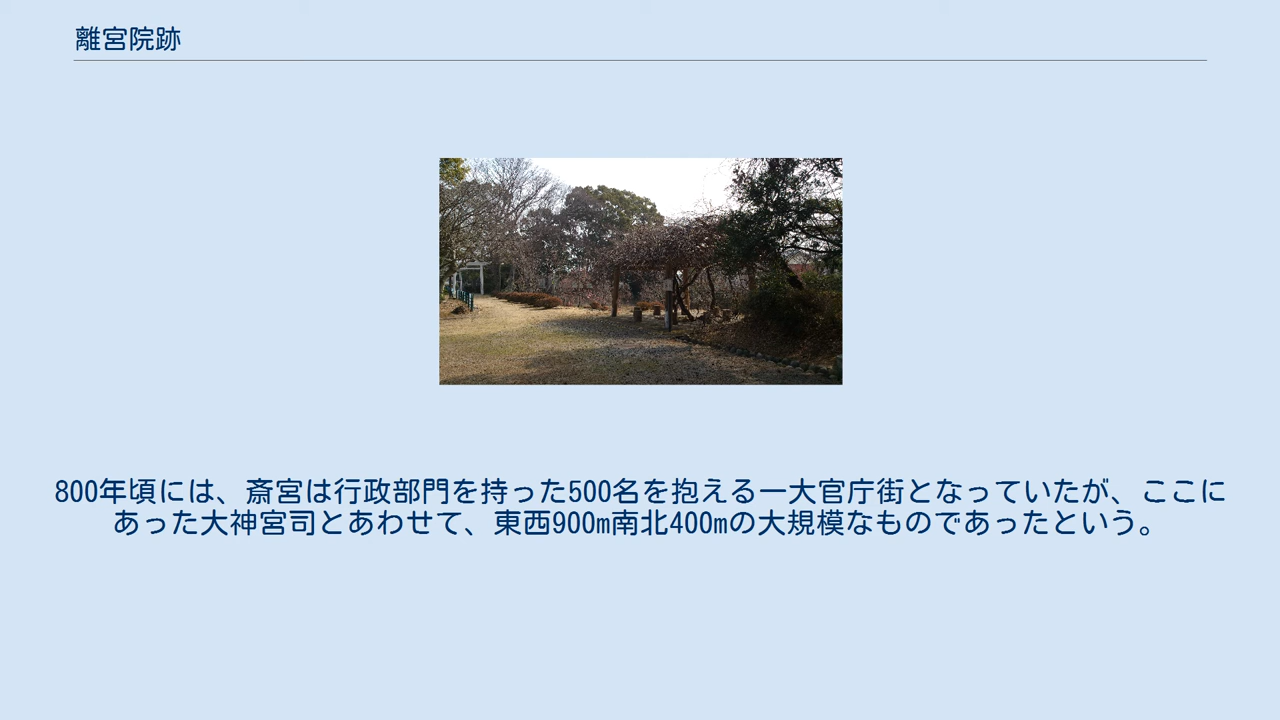 離宮院跡
800年頃には、斎宮は行政部門を持った500名を抱える一大官庁街となっていたが、ここに
あった大神宮司とあわせて、東西900m南北400mの大規模なものであったという。